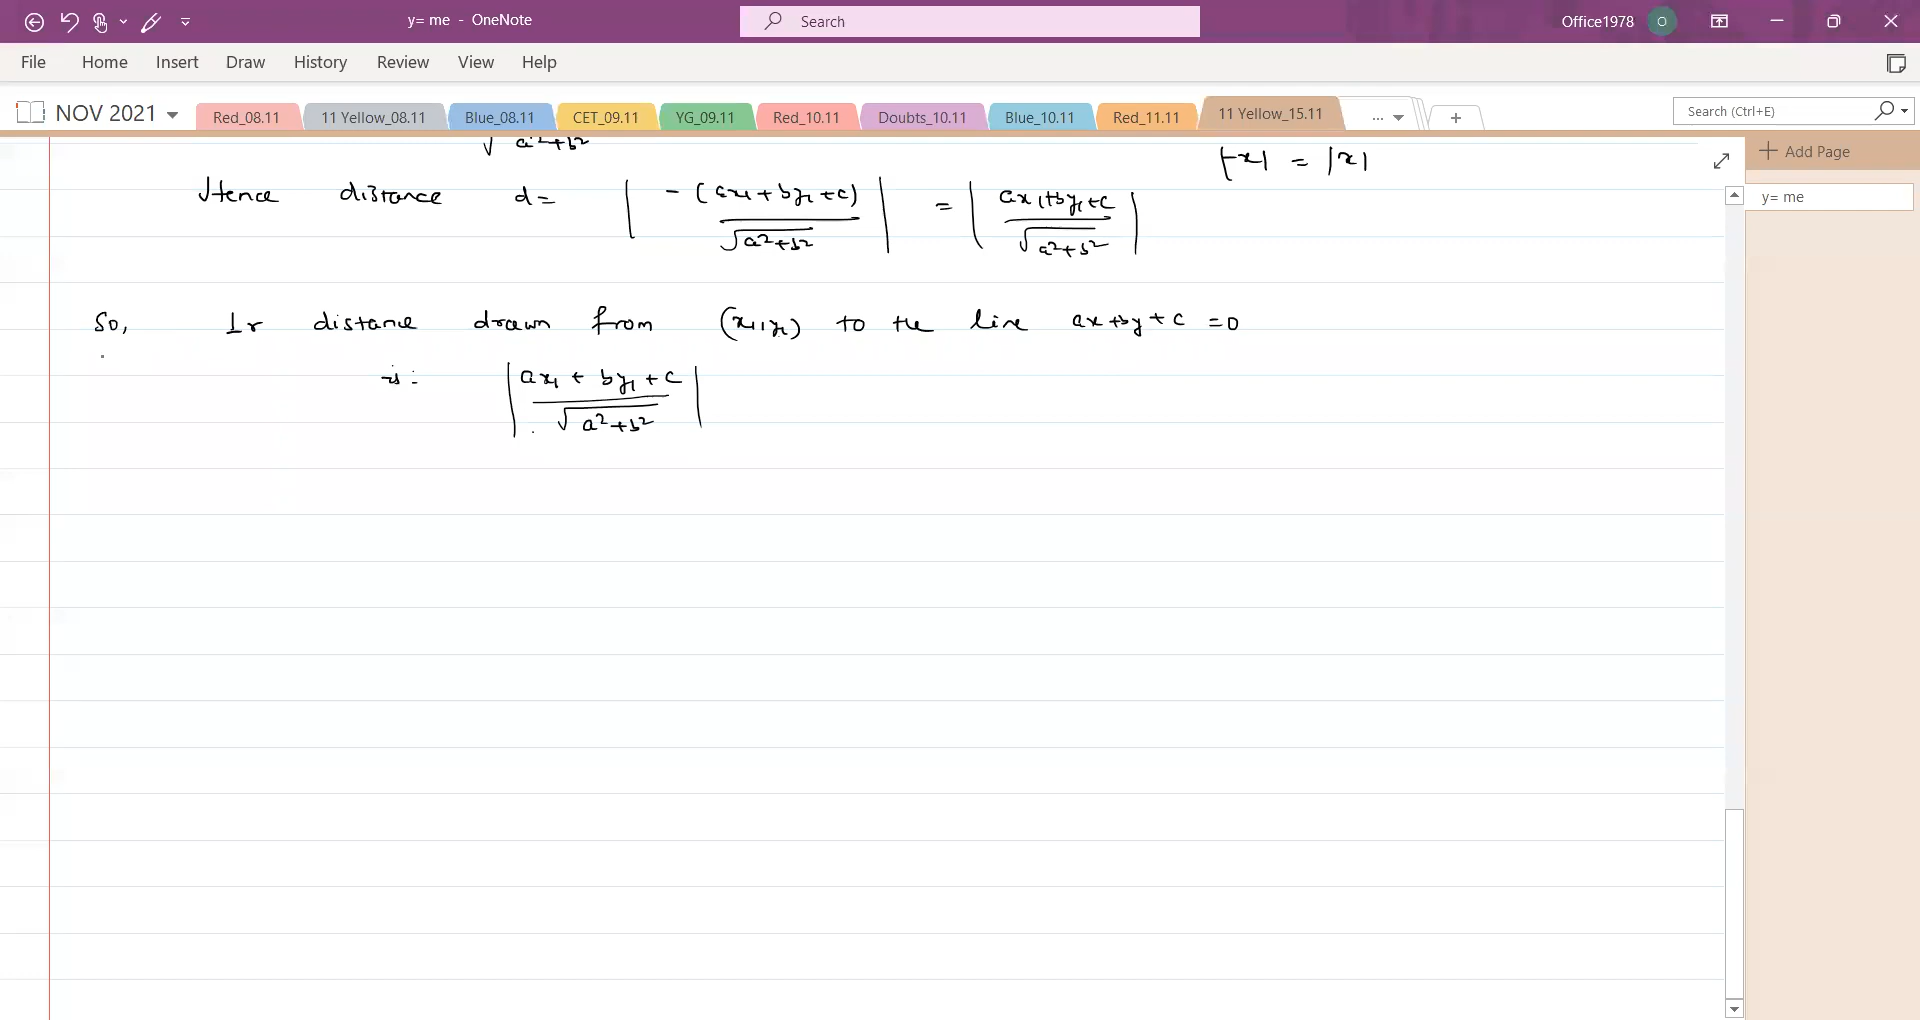 y= me - OneNote
Search
Office1978
O
File Home Insert Draw History Review View Help
NOV 2021
Red_08.11 11 Yellow_08.11 Blue_08.11 CET_09.11 YG_09.11 Red_10.11 Doubts_10.11 Blue_10.11 Red_11.11 11 Yellow_15.11 ... +
Search (Ctrl+E)
Add Page
y= me
√a²+b²
|-x| = |x|
Hence distance d= | -(ax₁+by₁+c) / √a²+b² | = | ax₁+by₁+c / √a²+b² |
So, ⊥r distance drawn from (x₁,y₁) to the line ax+by+c =0
is: | ax₁ + by₁ + c / √a²+b² |